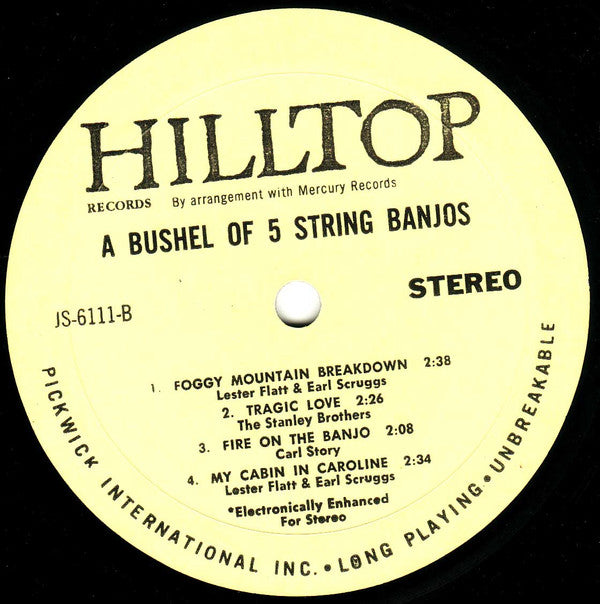 HILLTOP
RECORDS By arrangement with Mercury Records
A BUSHEL OF 5 STRING BANJOS
STEREO
JS-6111-B
1. FOGGY MOUNTAIN BREAKDOWN 2:38
Lester Flatt & Earl Scruggs
2. TRAGIC LOVE 2:26
The Stanley Brothers
3. FIRE ON THE BANJO 2:08
Carl Story
4. MY CABIN IN CAROLINE 2:34
Lester Flatt & Earl Scruggs
*Electronically Enhanced
For Stereo
PICKWICK INTERNATIONAL INC. • LONG PLAYING • UNBREAKABLE